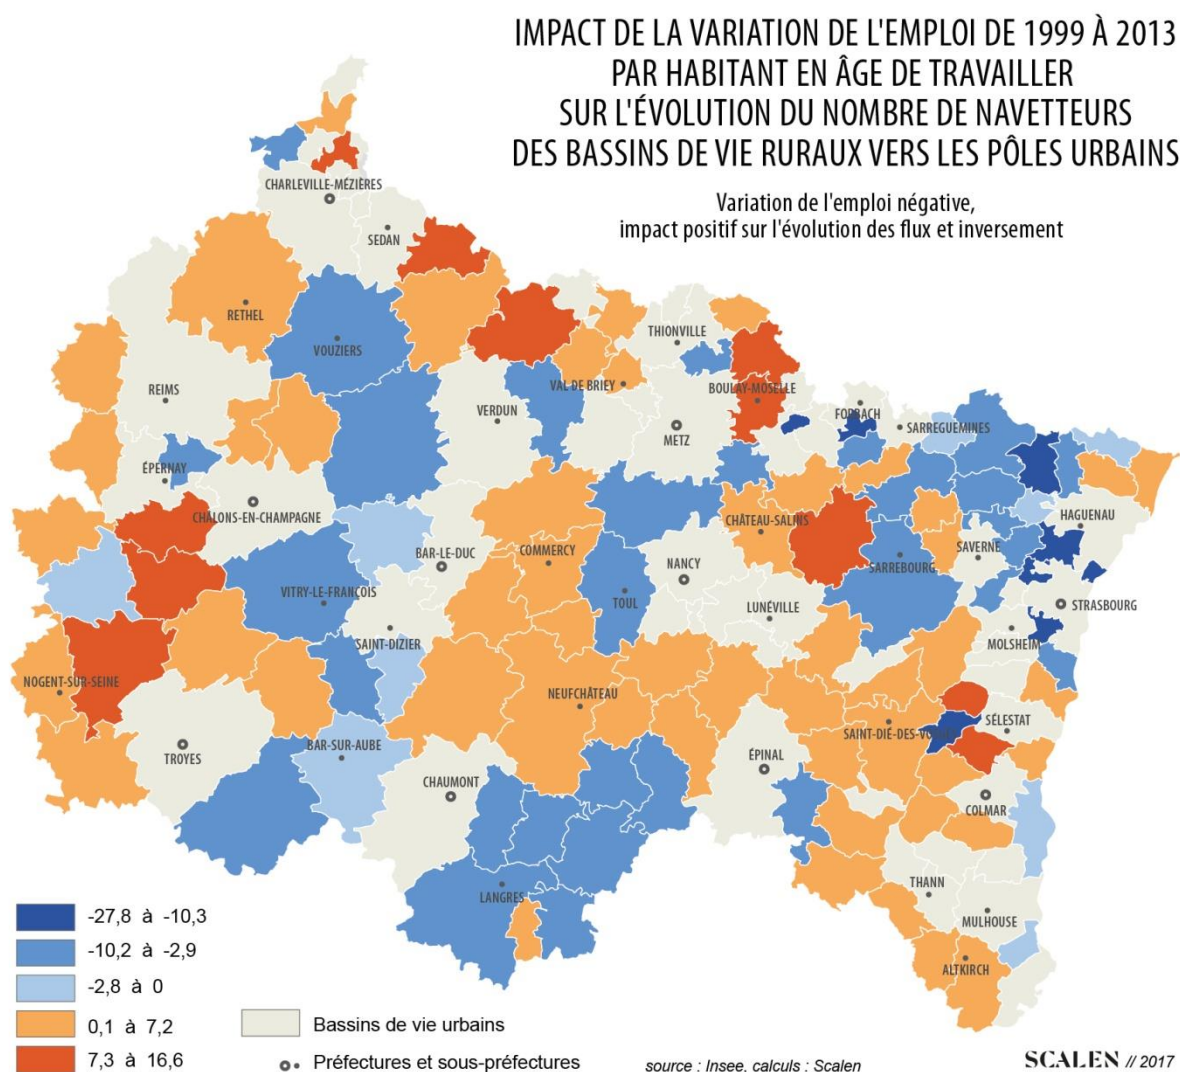 IMPACT DE LA VARIATION DE L'EMPLOI DE 1999 À 2013
PAR HABITANT EN ÂGE DE TRAVAILLER
SUR L'ÉVOLUTION DU NOMBRE DE NAVETTEURS
DES BASSINS DE VIE RURAUX VERS LES PÔLES URBAINS
Variation de l'emploi négative,
impact positif sur l'évolution des flux et inversement
CHARLEVILLE-MÉZIÈRES
SEDAN
RETHEL
VOUZIERS
THIONVILLE
REIMS
VAL DE BRIEY
BOULAY-MOSELLE
VERDUN
FORBACH
METZ
SARREGUEMINES
ÉPERNAY
CHÂLONS-EN-CHAMPAGNE
HAGUENAU
CHÂTEAU-SALINS
BAR-LE-DUC
COMMERCY
SAVERNE
NANCY
SARREBOURG
VITRY-LE-FRANÇOIS
TOUL
LUNÉVILLE
STRASBOURG
SAINT-DIZIER
MOLSHEIM
NOGENT-SUR-SEINE
NEUFCHÂTEAU
SÉLESTAT
SAINT-DIÉ-DES-VOSGES
TROYES
BAR-SUR-AUBE
ÉPINAL
CHAUMONT
COLMAR
LANGRES
THANN
MULHOUSE
ALTKIRCH
-27,8 à -10,3
-10,2 à -2,9
-2,8 à 0
0,1 à 7,2
7,3 à 16,6
Bassins de vie urbains
Préfectures et sous-préfectures
source : Insee, calculs : Scalen
SCALEN // 2017